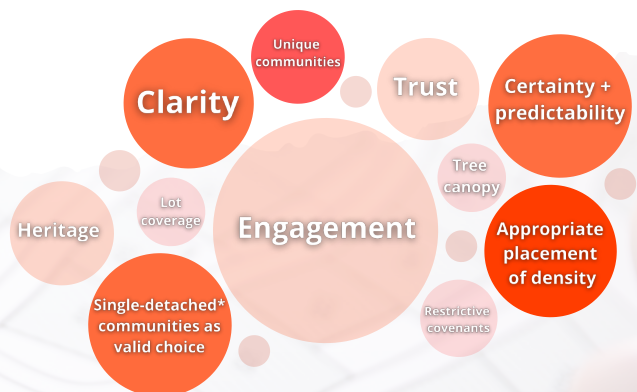 Unique
communities
Clarity
Trust
Certainty +
predictability
Tree
canopy
Lot
coverage
Heritage
Engagement
Appropriate
placement
of density
Single-detached*
communities as
valid choice
Restrictive
covenants